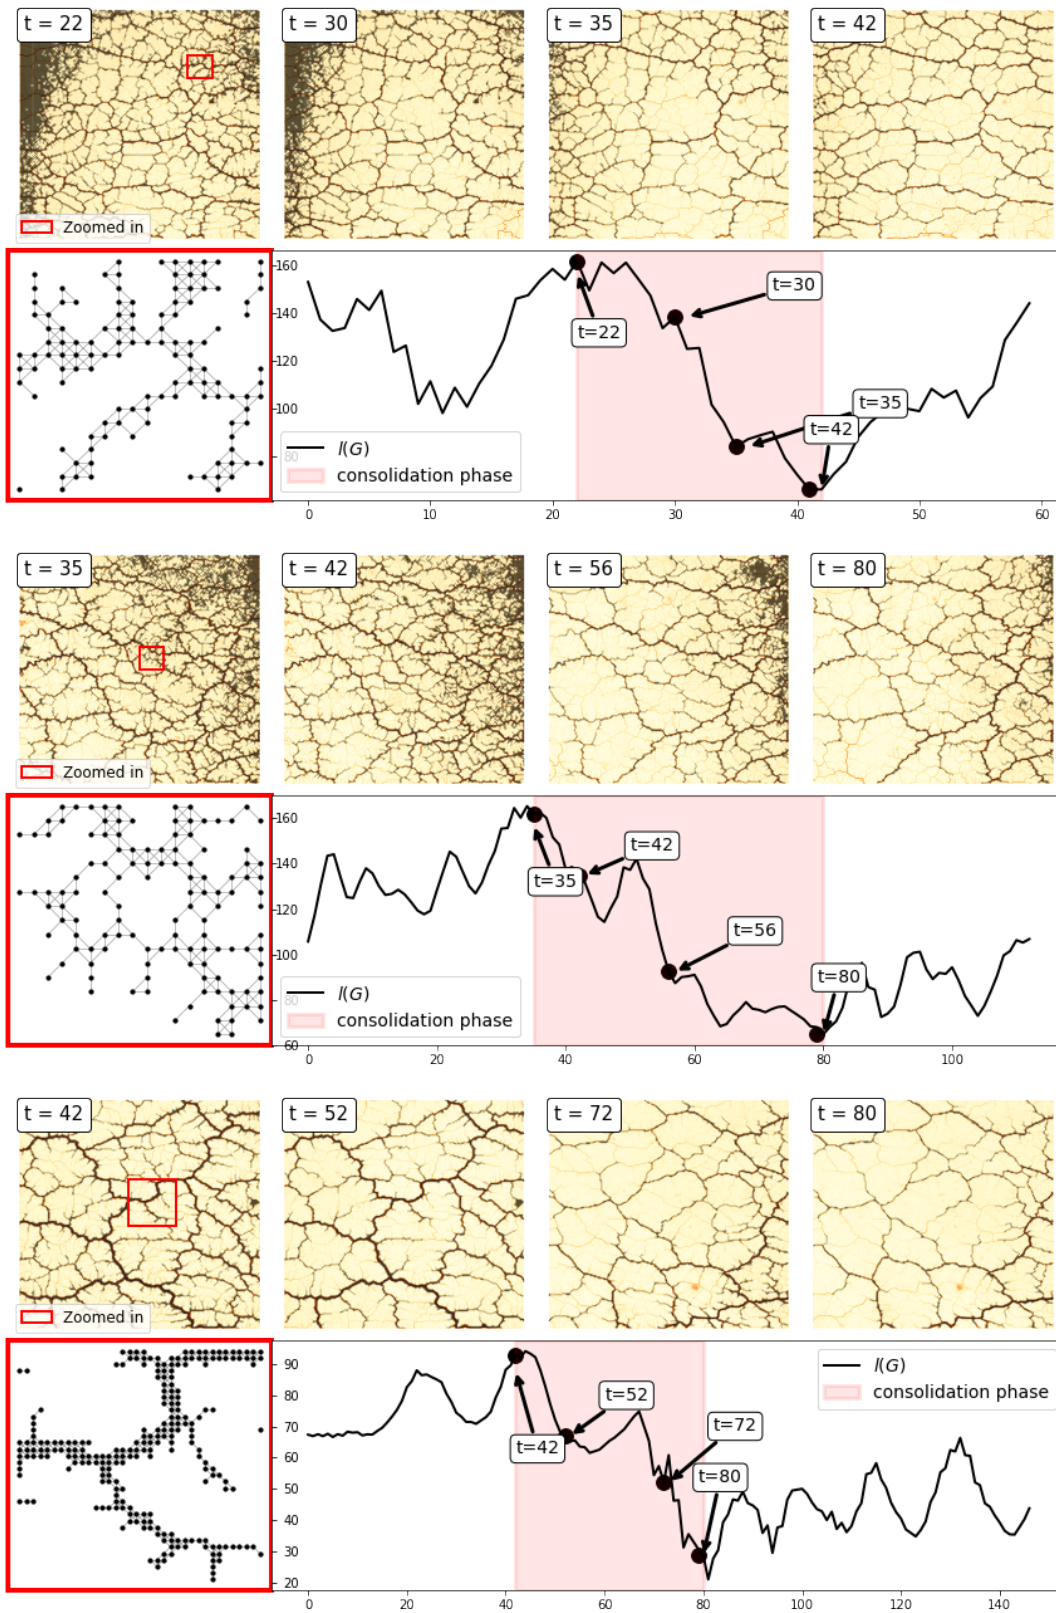 t = 22
t = 30
t = 35
t = 42
Zoomed in
160
140
120
100
80
t=22
t=30
t=35
t=42
l(G)
consolidation phase
0 10 20 30 40 50 60
t = 35
t = 42
t = 56
t = 80
Zoomed in
160
140
120
100
80
60
t=35
t=42
t=56
t=80
l(G)
consolidation phase
0 20 40 60 80 100
t = 42
t = 52
t = 72
t = 80
Zoomed in
90
80
70
60
50
40
30
20
t=42
t=52
t=72
t=80
l(G)
consolidation phase
0 20 40 60 80 100 120 140